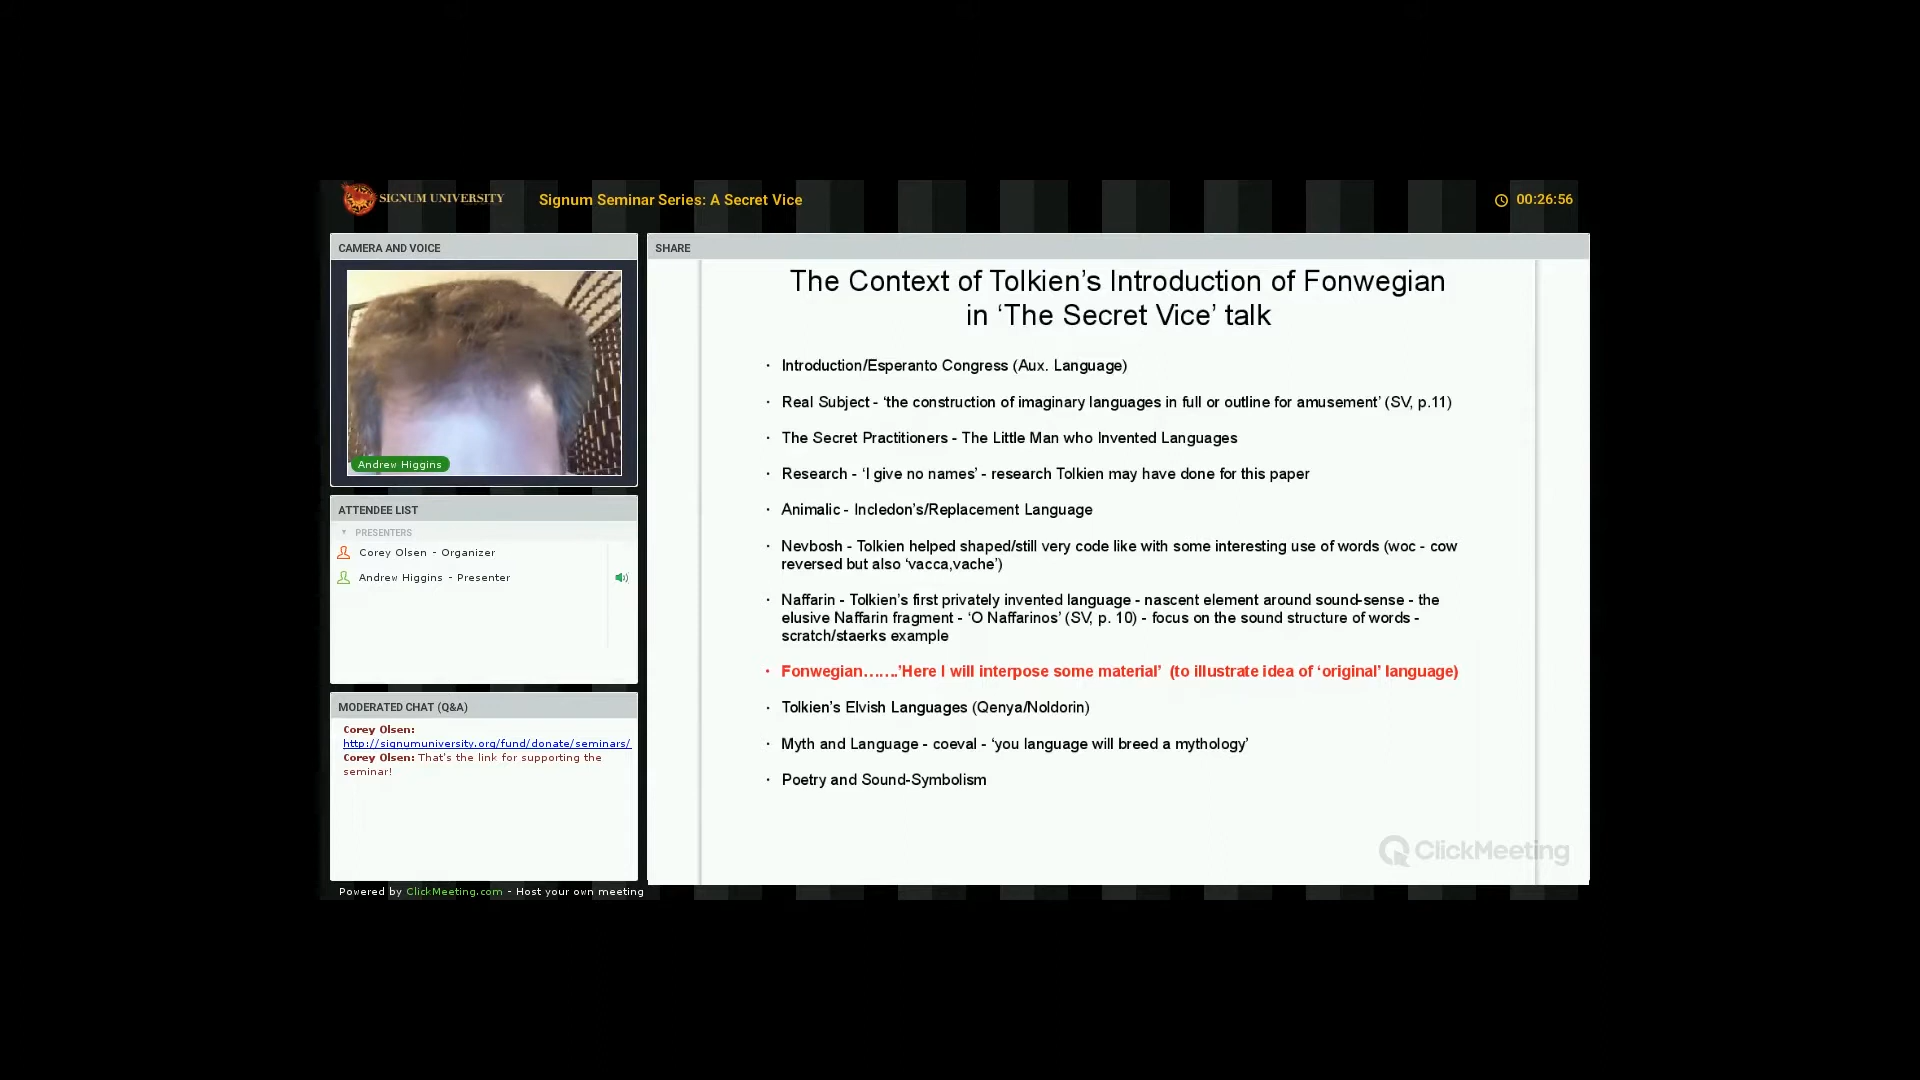 SIGNUM UNIVERSITY
Signum Seminar Series: A Secret Vice
00:26:56
CAMERA AND VOICE
Andrew Higgins
ATTENDEE LIST
PRESENTERS
Corey Olsen - Organizer
Andrew Higgins - Presenter
MODERATED CHAT (Q&A)
Corey Olsen:
http://signumuniversity.org/fund/donate/seminars/
Corey Olsen: That's the link for supporting the
seminar!
Powered by ClickMeeting.com - Host your own meeting
SHARE
The Context of Tolkien’s Introduction of Fonwegian
in ‘The Secret Vice’ talk
· Introduction/Esperanto Congress (Aux. Language)
· Real Subject - ‘the construction of imaginary languages in full or outline for amusement’ (SV, p.11)
· The Secret Practitioners - The Little Man who Invented Languages
· Research - ‘I give no names’ - research Tolkien may have done for this paper
· Animalic - Incledon’s/Replacement Language
· Nevbosh - Tolkien helped shaped/still very code like with some interesting use of words (woc - cow
reversed but also ‘vacca,vache’)
· Naffarin - Tolkien’s first privately invented language - nascent element around sound-sense - the
elusive Naffarin fragment - ‘O Naffarinos’ (SV, p. 10) - focus on the sound structure of words -
scratch/staerks example
· Fonwegian…….’Here I will interpose some material’ (to illustrate idea of ‘original’ language)
· Tolkien’s Elvish Languages (Qenya/Noldorin)
· Myth and Language - coeval - ‘you language will breed a mythology’
· Poetry and Sound-Symbolism
ClickMeeting